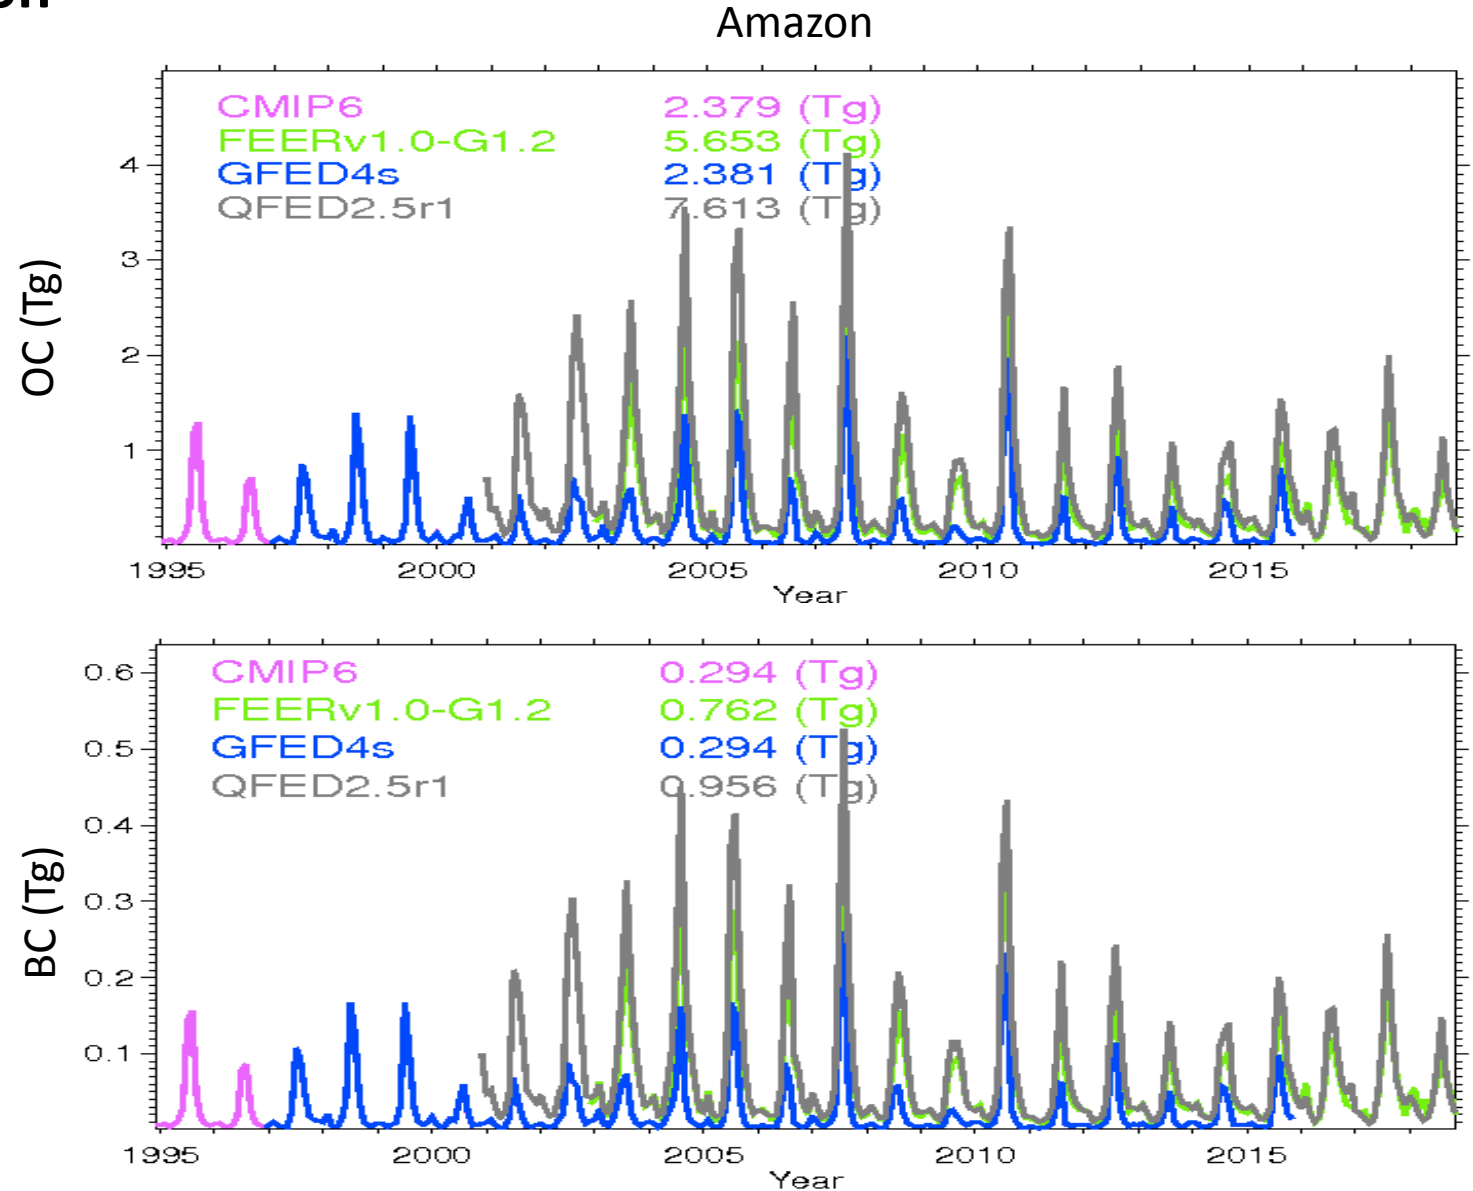 Amazon
CMIP6 2.379 (Tg)
FEERv1.0-G1.2 5.653 (Tg)
GFED4s 2.381 (Tg)
QFED2.5r1 7.613 (Tg)
4
3
2
1
OC (Tg)
1995 2000 2005 2010 2015
Year
CMIP6 0.294 (Tg)
FEERv1.0-G1.2 0.762 (Tg)
GFED4s 0.294 (Tg)
QFED2.5r1 0.956 (Tg)
0.6
0.5
0.4
0.3
0.2
0.1
BC (Tg)
1995 2000 2005 2010 2015
Year